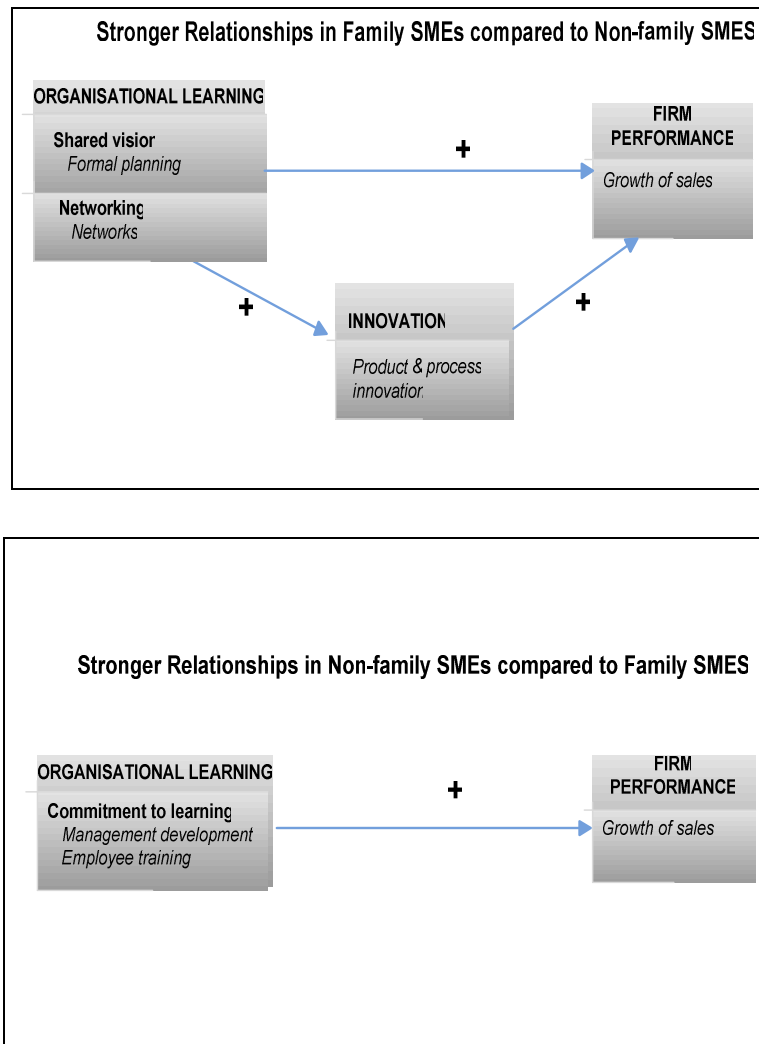 Stronger Relationships in Family SMEs compared to Non-family SMES
ORGANISATIONAL LEARNING
Shared vision
Formal planning
Networking
Networks
+
FIRM
PERFORMANCE
Growth of sales
+
+
INNOVATION
Product & process
innovation
Stronger Relationships in Non-family SMEs compared to Family SMES
ORGANISATIONAL LEARNING
Commitment to learning
Management development
Employee training
+
FIRM
PERFORMANCE
Growth of sales